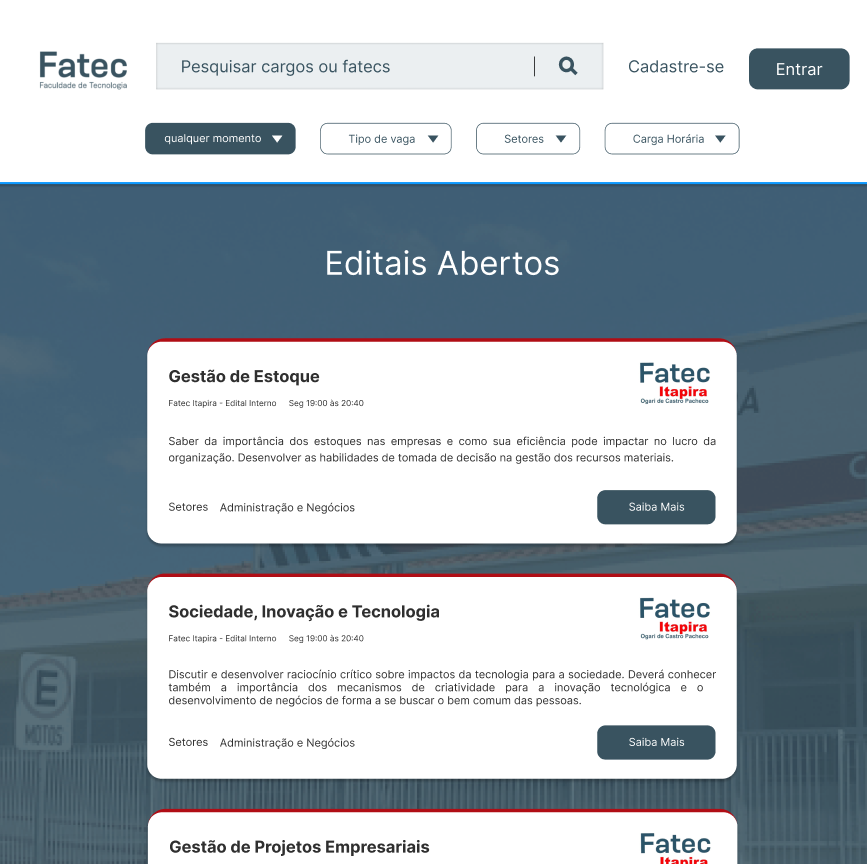 Fatec
Faculdade de Tecnologia
Pesquisar cargos ou fatecs
Cadastre-se
Entrar
qualquer momento
Tipo de vaga
Setores
Carga Horária
Editais Abertos
Gestão de Estoque
Fatec Itapira - Edital Interno Seg 19:00 às 20:40
Fatec
Itapira
Ogari de Castro Pacheco
Saber da importância dos estoques nas empresas e como sua eficiência pode impactar no lucro da
organização. Desenvolver as habilidades de tomada de decisão na gestão dos recursos materiais.
Setores Administração e Negócios
Saiba Mais
Sociedade, Inovação e Tecnologia
Fatec Itapira - Edital Interno Seg 19:00 às 20:40
Fatec
Itapira
Ogari de Castro Pacheco
Discutir e desenvolver raciocínio crítico sobre impactos da tecnologia para a sociedade. Deverá conhecer
também a importância dos mecanismos de criatividade para a inovação tecnológica e o
desenvolvimento de negócios de forma a se buscar o bem comum das pessoas.
Setores Administração e Negócios
Saiba Mais
E
MOTOS
Gestão de Projetos Empresariais
Fatec
Itapira